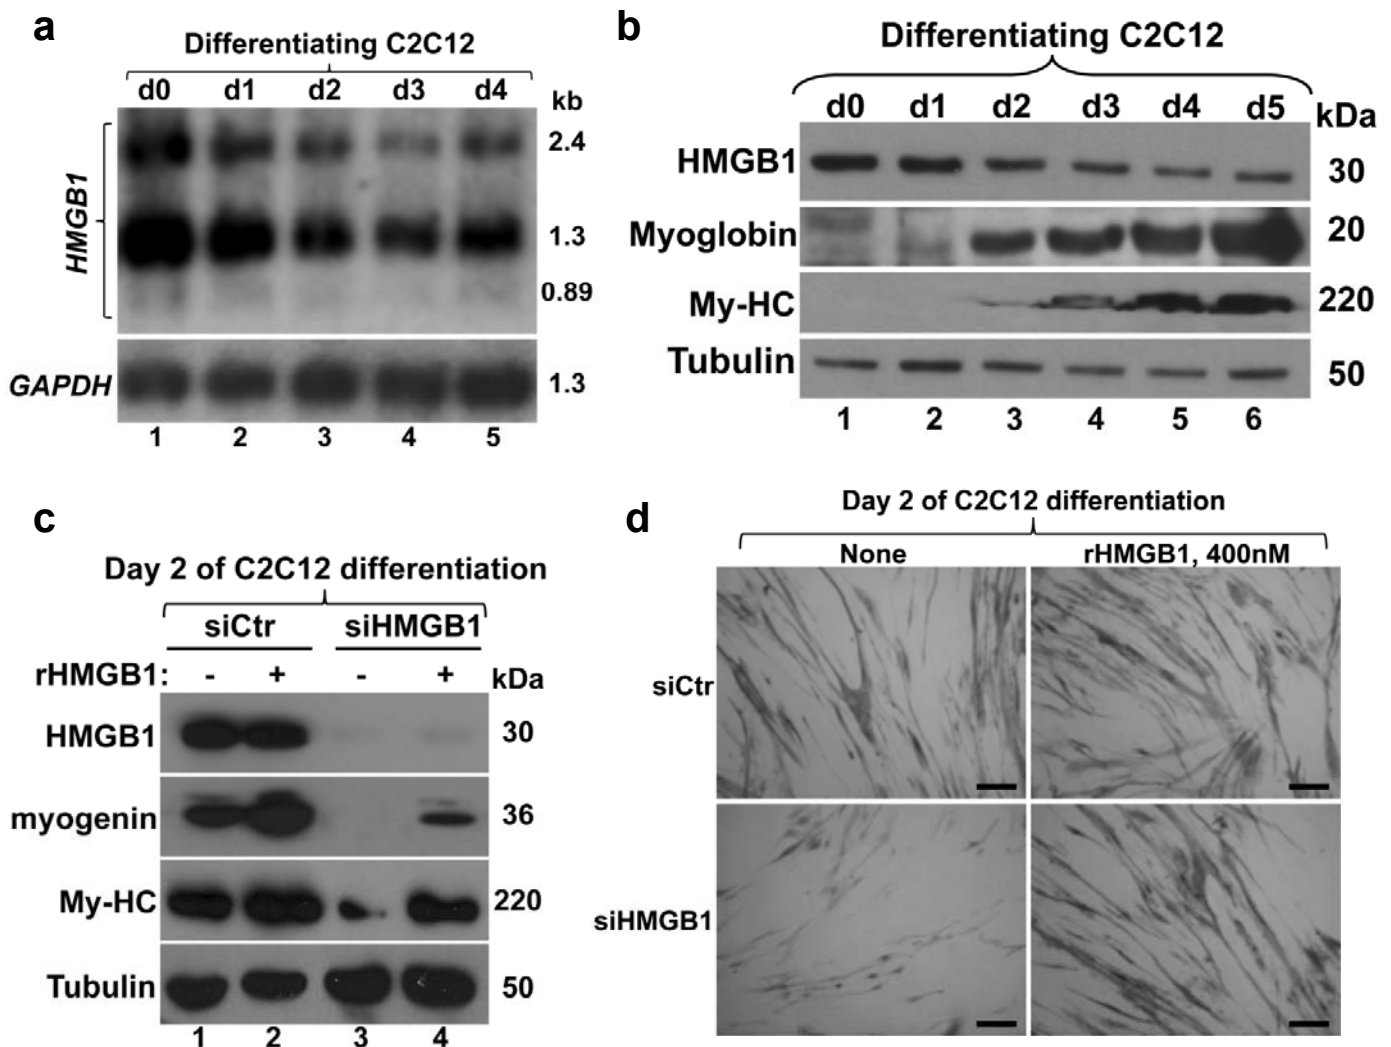 a
Differentiating C2C12
d0 d1 d2 d3 d4
kb
HMGB1
2.4
1.3
0.89
GAPDH
1.3
1 2 3 4 5
b
Differentiating C2C12
d0 d1 d2 d3 d4 d5 kDa
HMGB1 30
Myoglobin 20
My-HC 220
Tubulin 50
1 2 3 4 5 6
c
Day 2 of C2C12 differentiation
siCtr siHMGB1
rHMGB1: - + - + kDa
HMGB1 30
myogenin 36
My-HC 220
Tubulin 50
1 2 3 4
d
Day 2 of C2C12 differentiation
None rHMGB1, 400nM
siCtr
siHMGB1